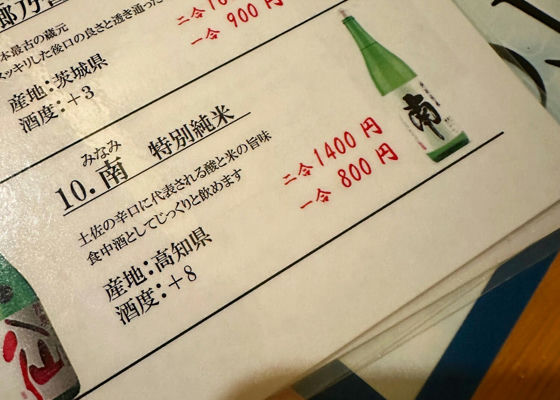 二合
一合 900 円
本最古の蔵元
スッキリした後口の良さと透き通った
産地：茨城県
酒度：＋3
みなみ
10. 南 特別純米
土佐の辛口に代表される酸と米の旨味
食中酒としてじっくりと飲めます
二合 1400 円
一合 800 円
産地：高知県
酒度：＋8
南